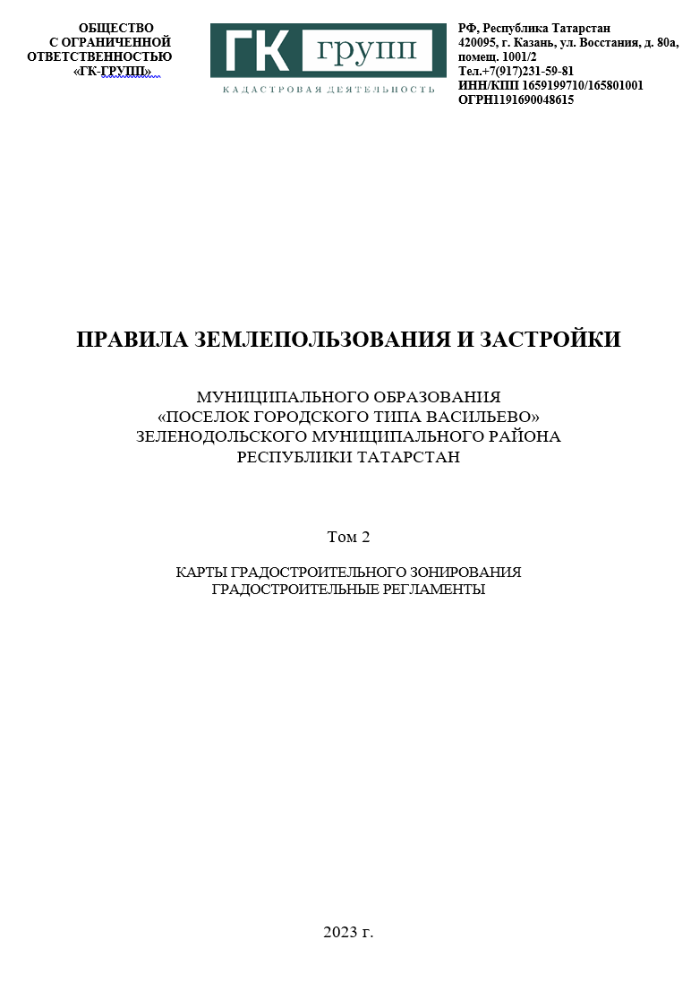 ОБЩЕСТВО
С ОГРАНИЧЕННОЙ
ОТВЕТСТВЕННОСТЬЮ
«ГК-ГРУПП»
ГК групп
КАДАСТРОВАЯ ДЕЯТЕЛЬНОСТЬ
РФ, Республика Татарстан
420095, г. Казань, ул. Восстания, д. 80а,
помещ. 1001/2
Тел.+7(917)231-59-81
ИНН/КПП 1659199710/165801001
ОГРН1191690048615
ПРАВИЛА ЗЕМЛЕПОЛЬЗОВАНИЯ И ЗАСТРОЙКИ
МУНИЦИПАЛЬНОГО ОБРАЗОВАНИЯ
«ПОСЕЛОК ГОРОДСКОГО ТИПА ВАСИЛЬЕВО»
ЗЕЛЕНОДОЛЬСКОГО МУНИЦИПАЛЬНОГО РАЙОНА
РЕСПУБЛИКИ ТАТАРСТАН
Том 2
КАРТЫ ГРАДОСТРОИТЕЛЬНОГО ЗОНИРОВАНИЯ
ГРАДОСТРОИТЕЛЬНЫЕ РЕГЛАМЕНТЫ
2023 г.